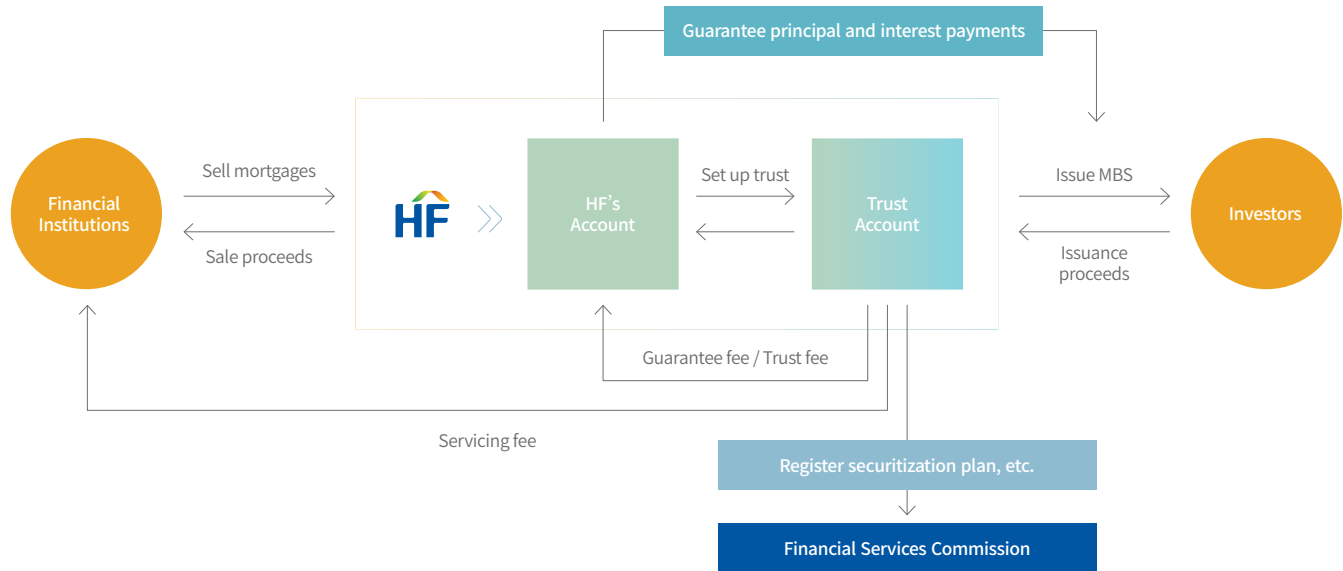 Guarantee principal and interest payments
Financial
Institutions
Sell mortgages
Sale proceeds
HF
HF's
Account
Set up trust
Trust
Account
Issue MBS
Issuance
proceeds
Investors
Guarantee fee / Trust fee
Servicing fee
Register securitization plan, etc.
Financial Services Commission